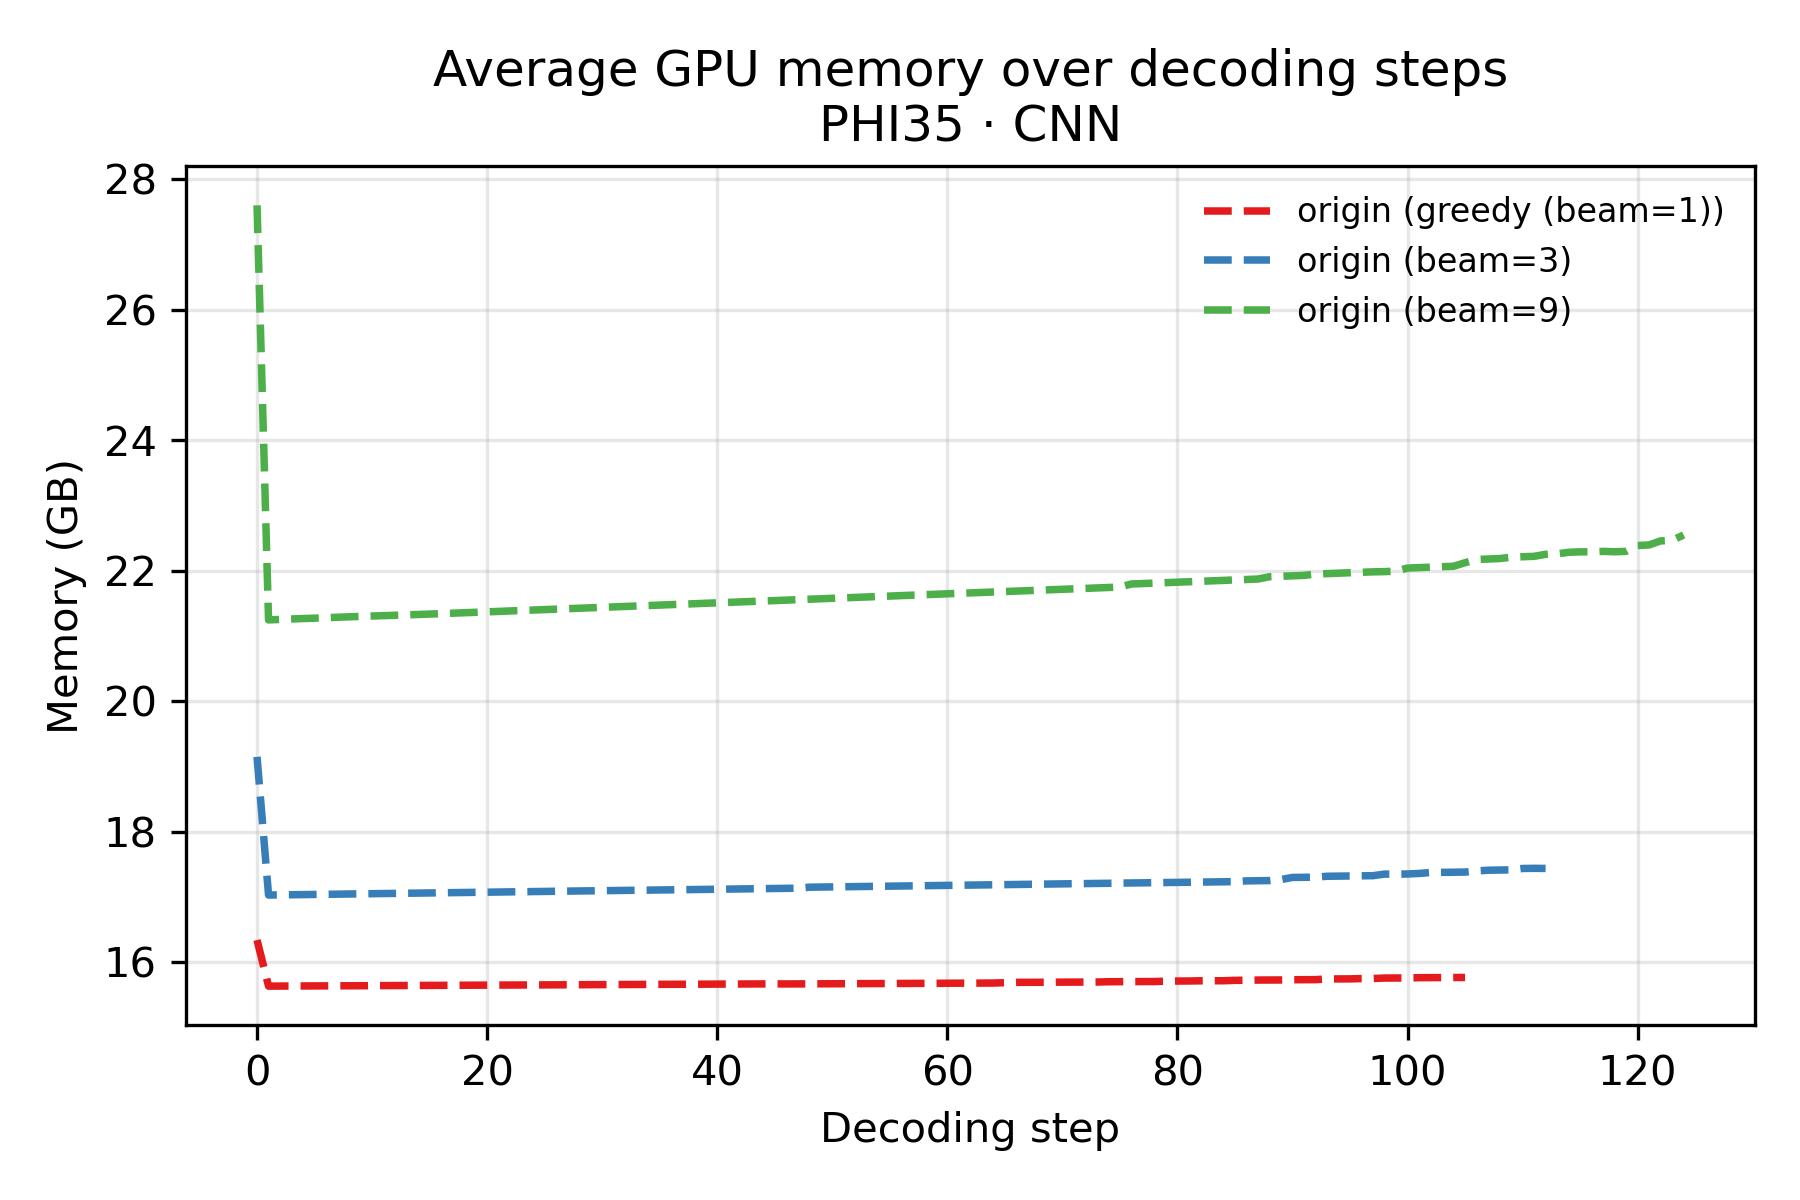 Average GPU memory over decoding steps
PHI35 · CNN
origin (greedy (beam=1))
origin (beam=3)
origin (beam=9)
Memory (GB)
28
26
24
22
20
18
16
0 20 40 60 80 100 120
Decoding step